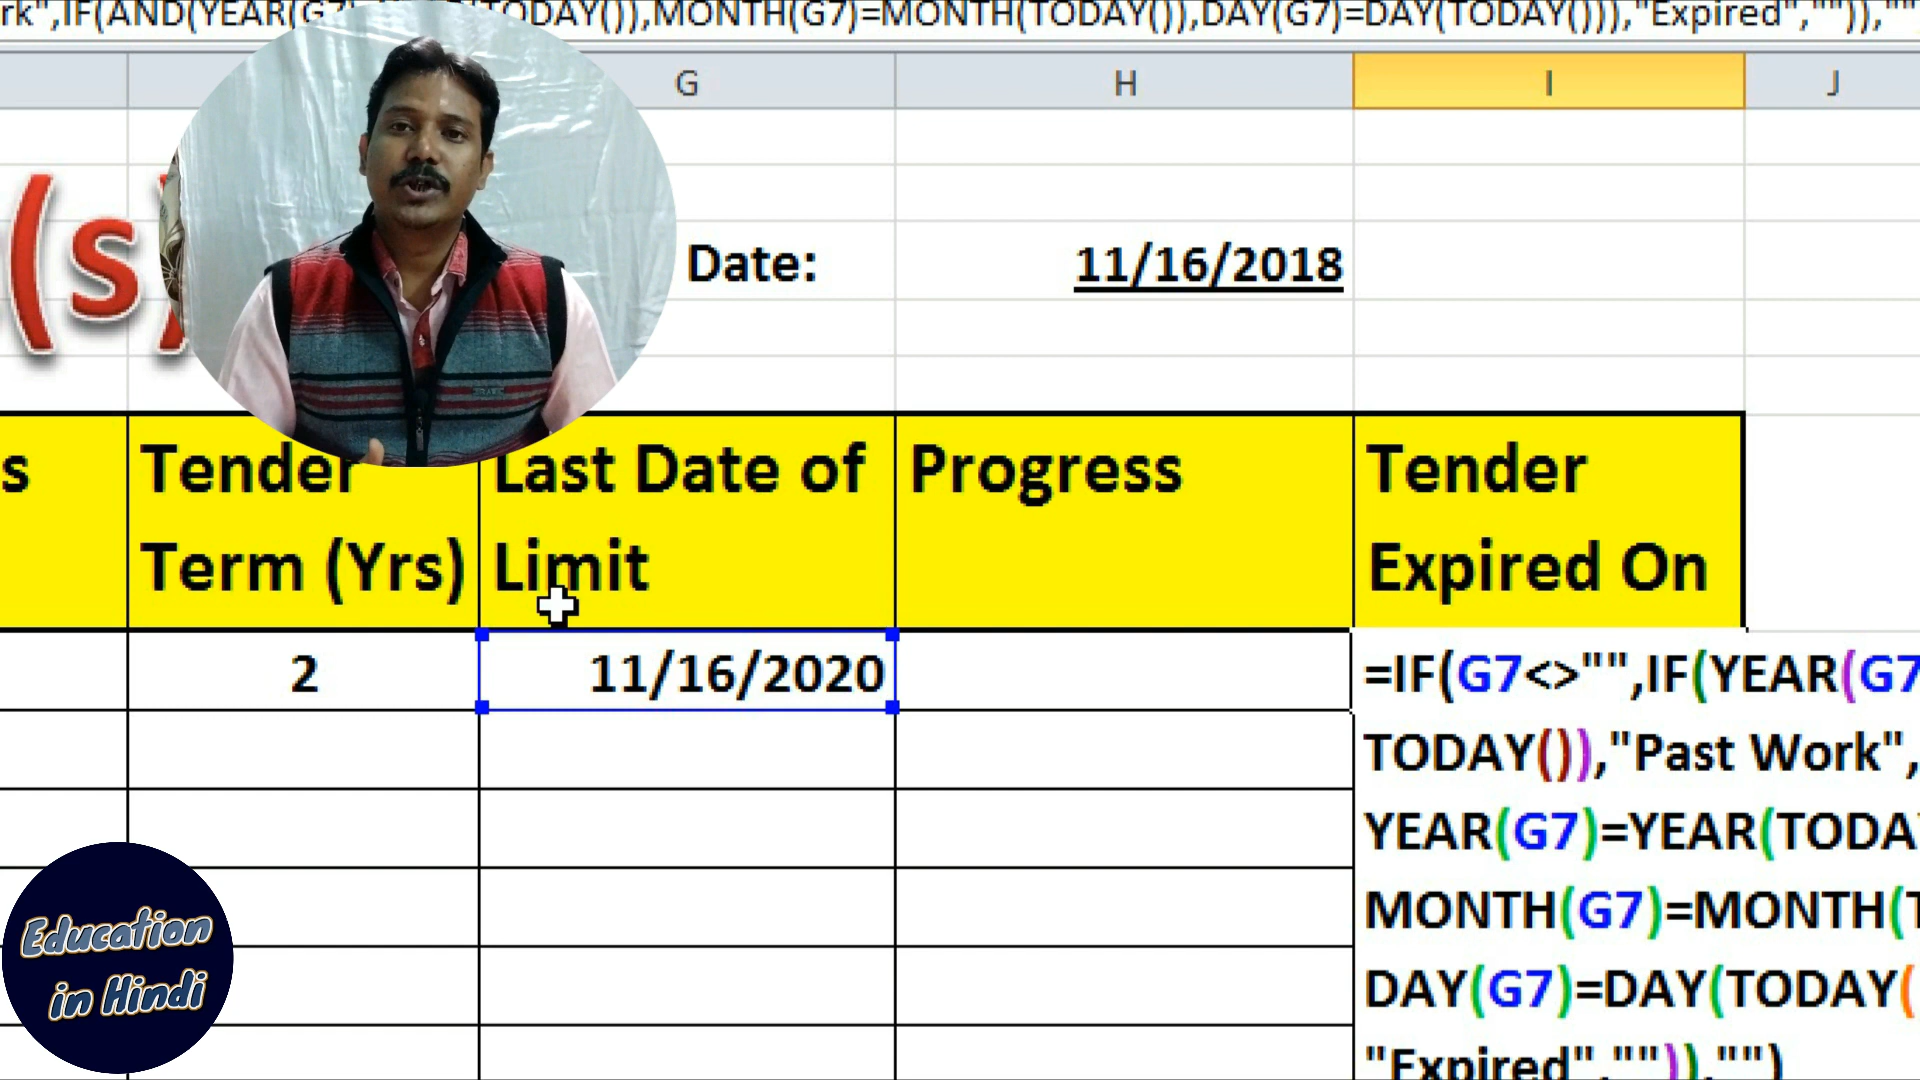 rk",IF(AND(YEAR(G7)=YEAR(TODAY()),MONTH(G7)=MONTH(TODAY()),DAY(G7)=DAY(TODAY())),"Expired","")),""
G H I J
(s)
Date: 11/16/2018
s
Tender
Term (Yrs)
Last Date of
Limit
Progress
Tender
Expired On
2 11/16/2020
=IF(G7<>"",IF(YEAR(G7
TODAY()),"Past Work",
YEAR(G7)=YEAR(TODA
MONTH(G7)=MONTH(T
DAY(G7)=DAY(TODAY(
"Expired","")),"")
Education
in Hindi